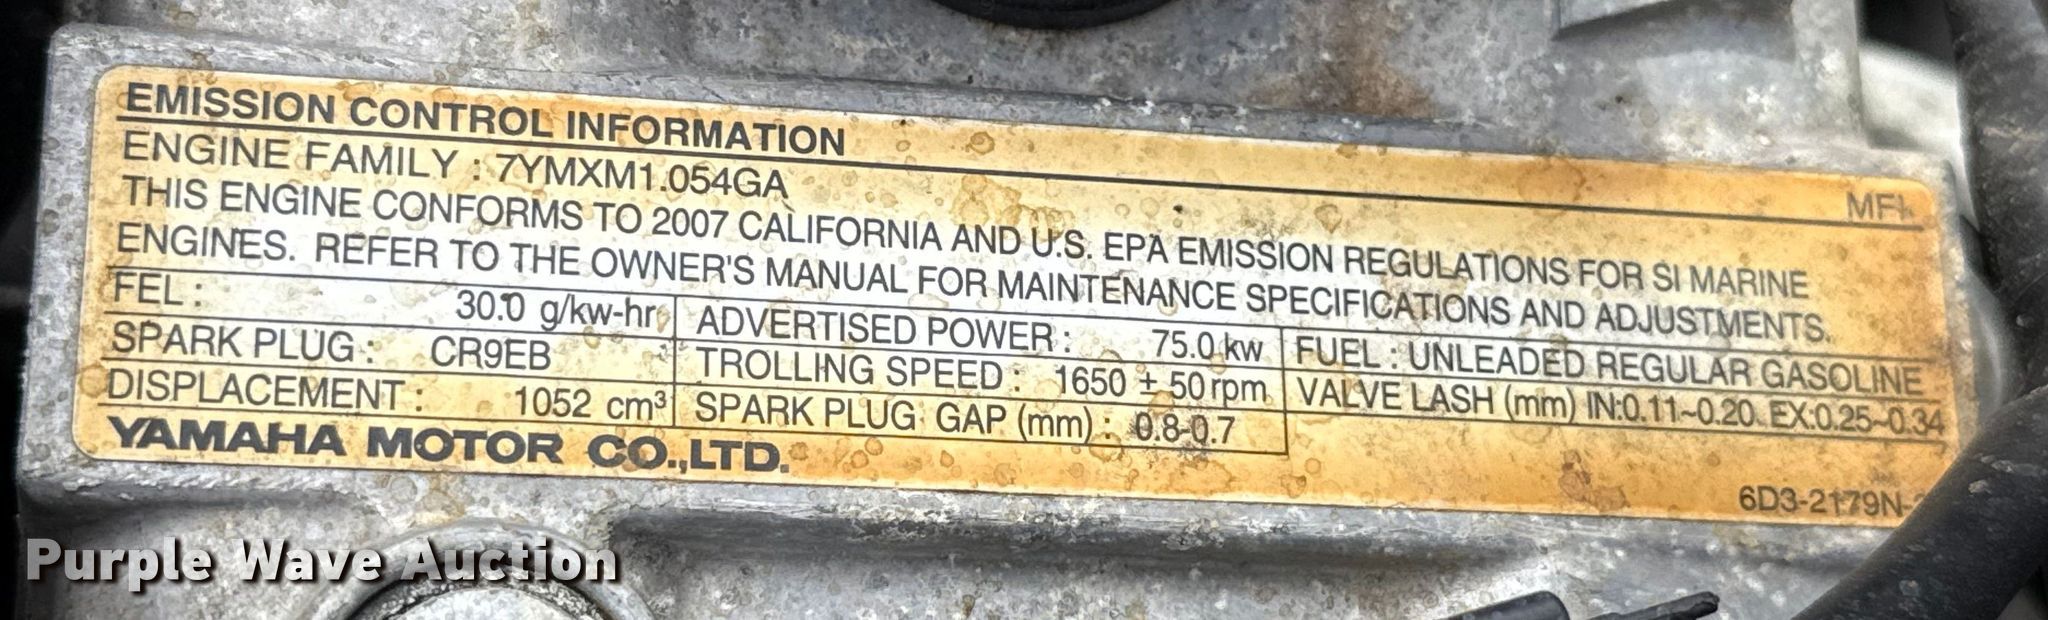 EMISSION CONTROL INFORMATION
ENGINE FAMILY : 7YMXM1.054GA
MFI
THIS ENGINE CONFORMS TO 2007 CALIFORNIA AND U.S. EPA EMISSION REGULATIONS FOR SI MARINE
ENGINES. REFER TO THE OWNER'S MANUAL FOR MAINTENANCE SPECIFICATIONS AND ADJUSTMENTS.
FEL : 30.0 g/kw-hr ADVERTISED POWER : 75.0 kw FUEL : UNLEADED REGULAR GASOLINE
SPARK PLUG : CR9EB TROLLING SPEED : 1650 ± 50 rpm VALVE LASH (mm) IN:0.11~0.20 EX:0.25~0.34
DISPLACEMENT : 1052 cm³ SPARK PLUG GAP (mm) : 0.8-0.7
YAMAHA MOTOR CO.,LTD.
6D3-2179N-
Purple Wave Auction